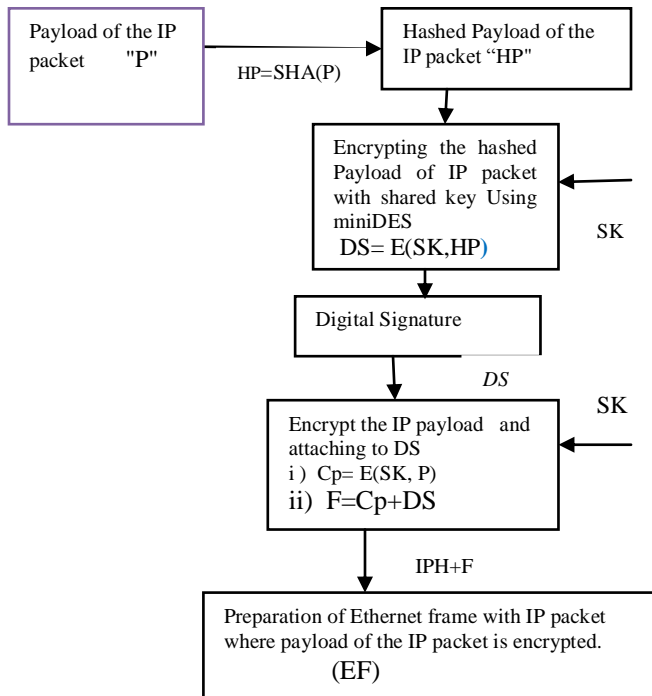 Payload of the IP
packet "P"
HP=SHA(P)
Hashed Payload of the
IP packet “HP"
Encrypting the hashed
Payload of IP packet
with shared key Using
miniDES
DS= E(SK,HP)
SK
Digital Signature
DS
Encrypt the IP payload and
attaching to DS
i ) Cp= E(SK, P)
ii) F=Cp+DS
SK
IPH+F
Preparation of Ethernet frame with IP packet
where payload of the IP packet is encrypted.
(EF)